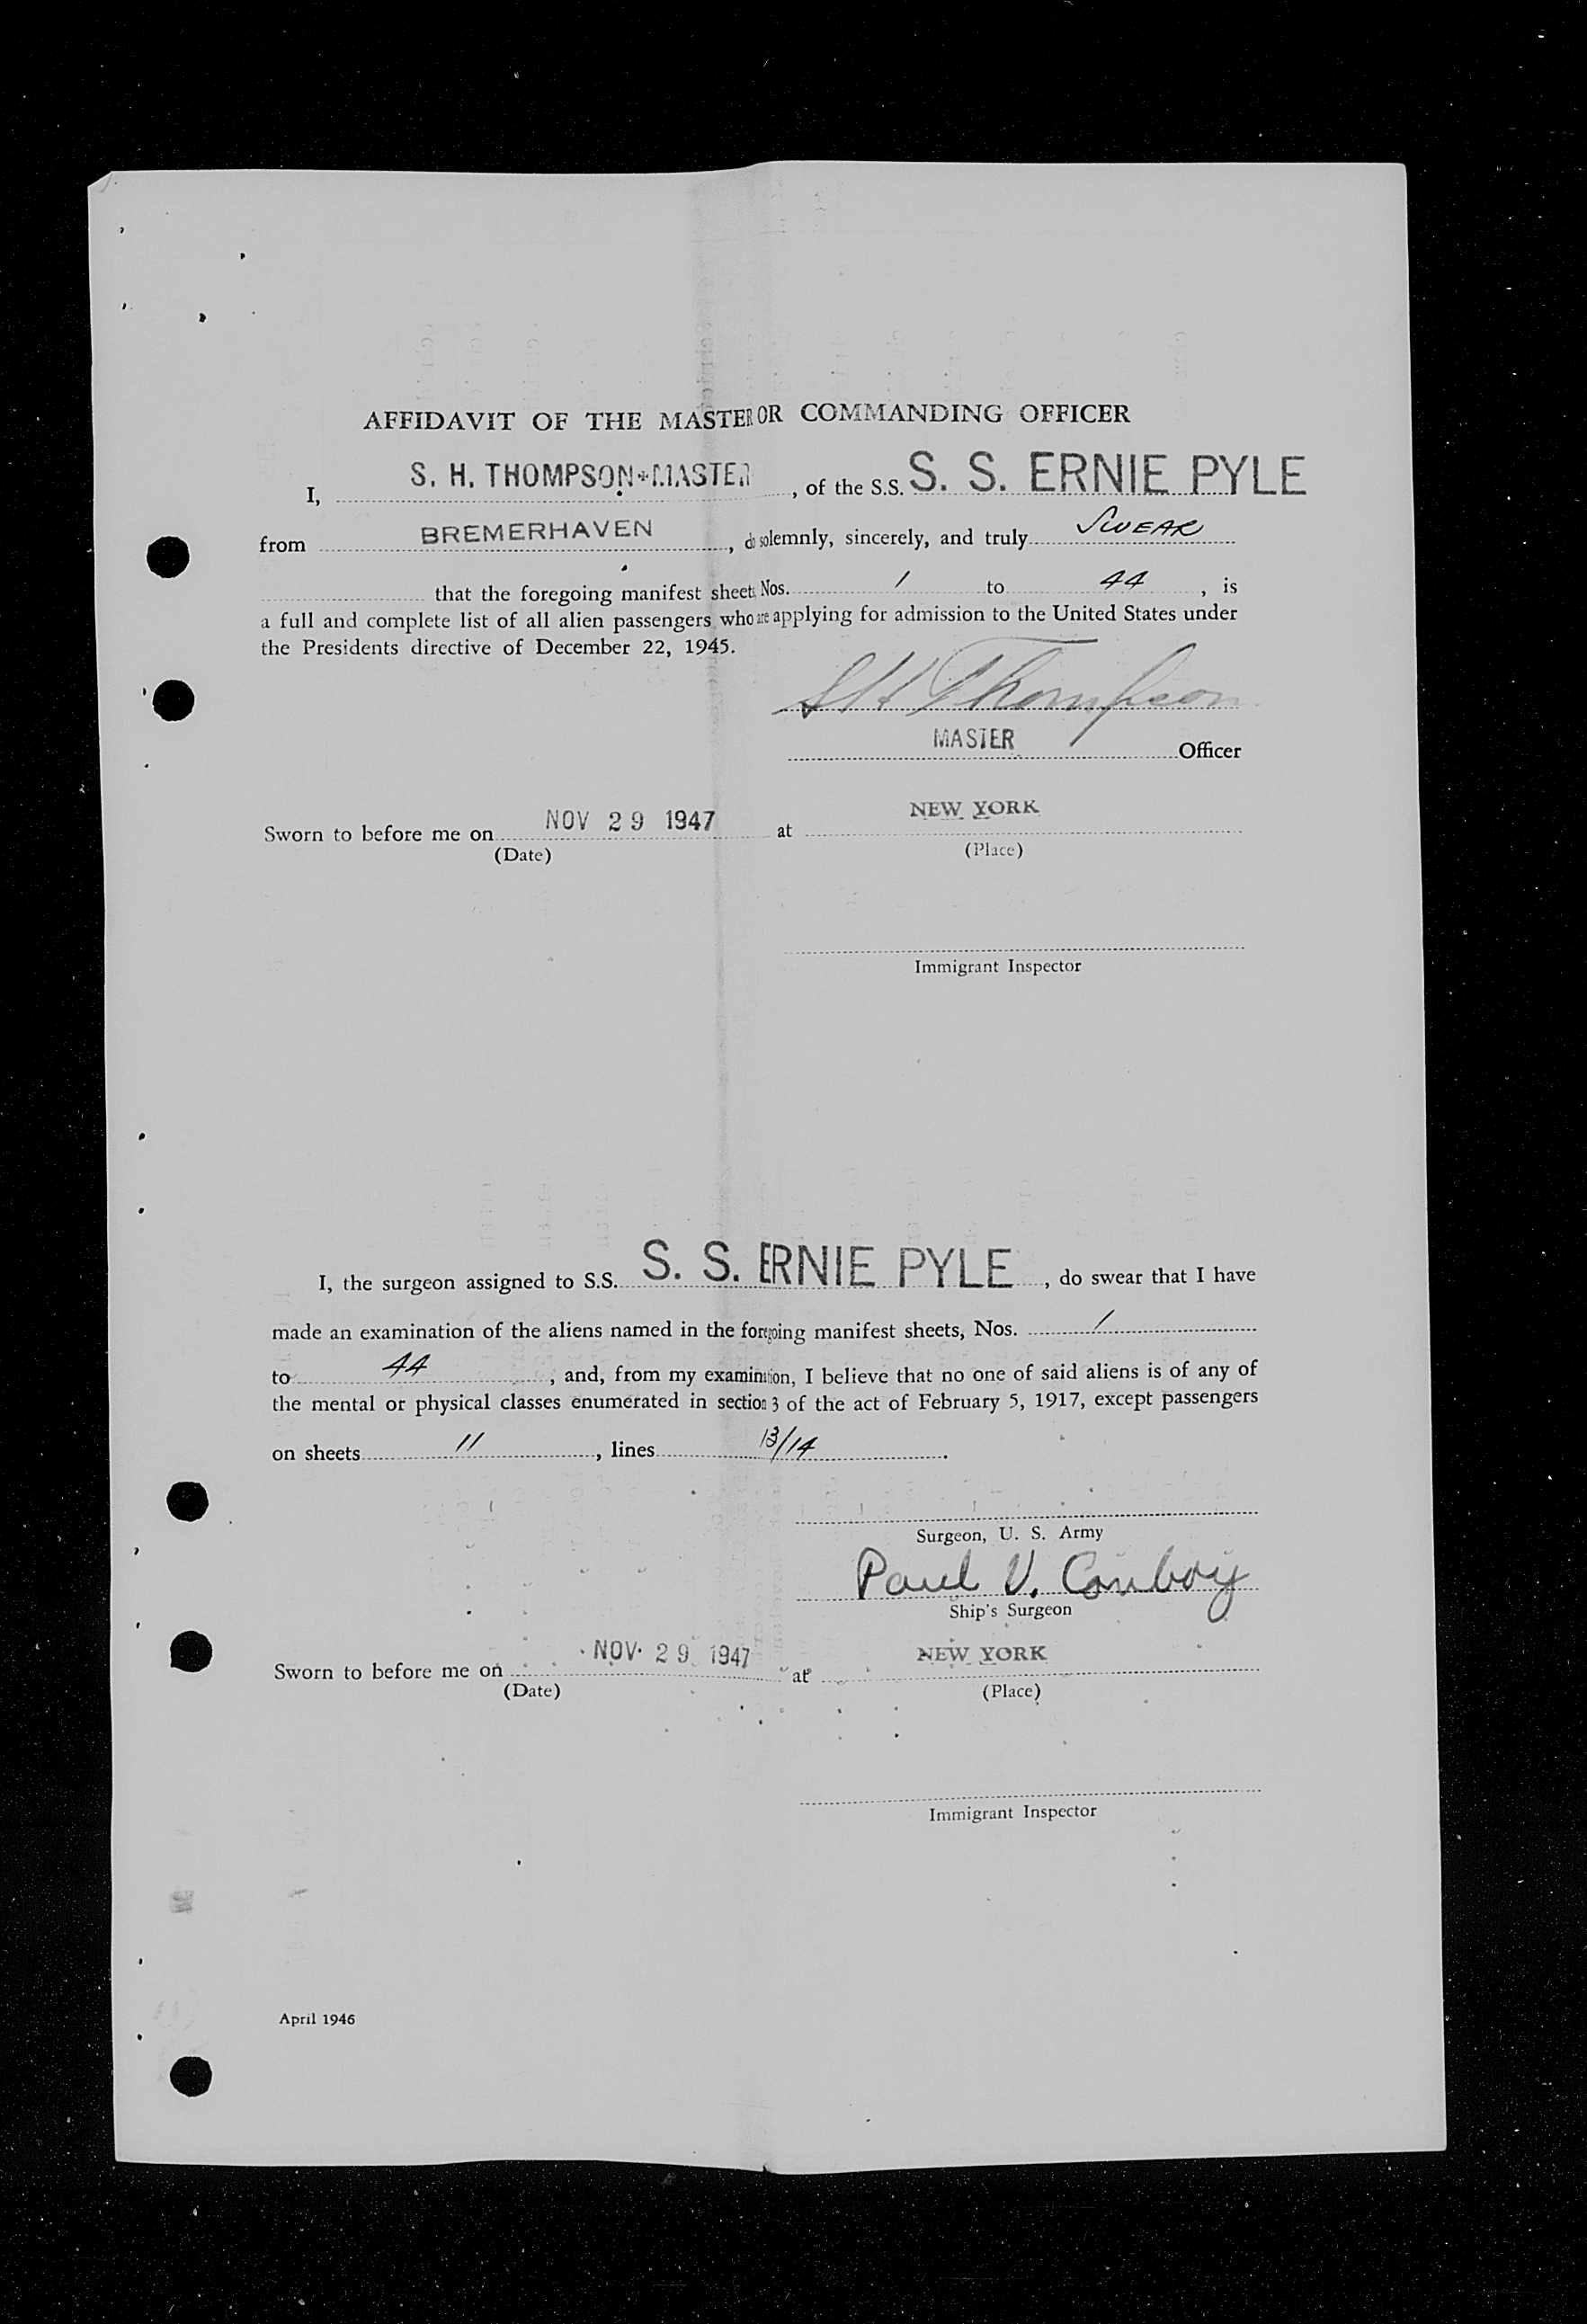 AFFIDAVIT OF THE MASTER OR COMMANDING OFFICER
I, S. H. THOMPSON-MASTER, of the S.S. S. S. ERNIE PYLE
from BREMERHAVEN, do solemnly, sincerely, and truly SWEAR
that the foregoing manifest sheets Nos. 1 to 44, is
a full and complete list of all alien passengers who are applying for admission to the United States under
the Presidents directive of December 22, 1945.
S H Thompson
MASTER Officer
Sworn to before me on NOV 29 1947 at NEW YORK
(Date) (Place)
Immigrant Inspector
I, the surgeon assigned to S.S. S. S. ERNIE PYLE, do swear that I have
made an examination of the aliens named in the foregoing manifest sheets, Nos. 1
to 44, and, from my examination, I believe that no one of said aliens is of any of
the mental or physical classes enumerated in section 3 of the act of February 5, 1917, except passengers
on sheets 11, lines 13/14.
Surgeon, U. S. Army
Paul V. Conboy
Ship's Surgeon
Sworn to before me on NOV 29 1947 at NEW YORK
(Date) (Place)
Immigrant Inspector
April 1946